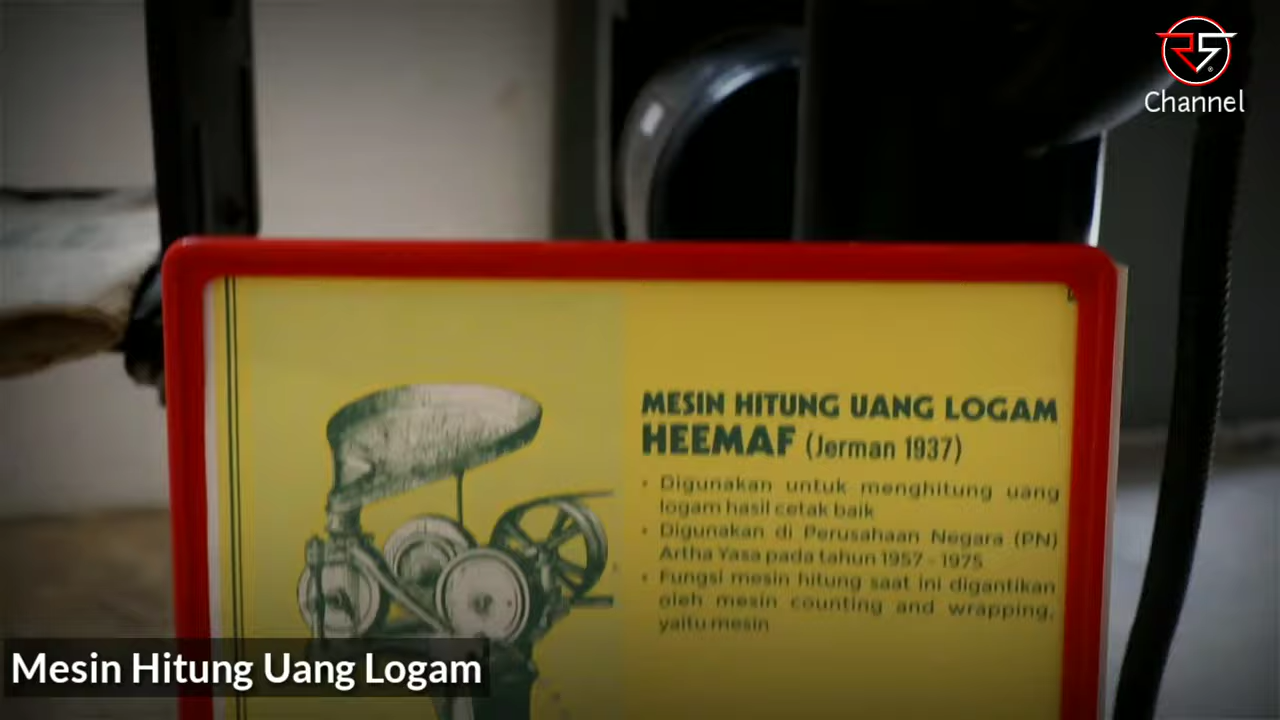 RS
Channel
MESIN HITUNG UANG LOGAM
HEEMAF (Jerman 1937)
• Digunakan untuk menghitung uang
logam hasil cetak baik
• Digunakan di Perusahaan Negara (PN)
Artha Yasa pada tahun 1957 - 1975
• Fungsi mesin hitung saat ini digantikan
oleh mesin counting and wrapping,
yaitu mesin
Mesin Hitung Uang Logam